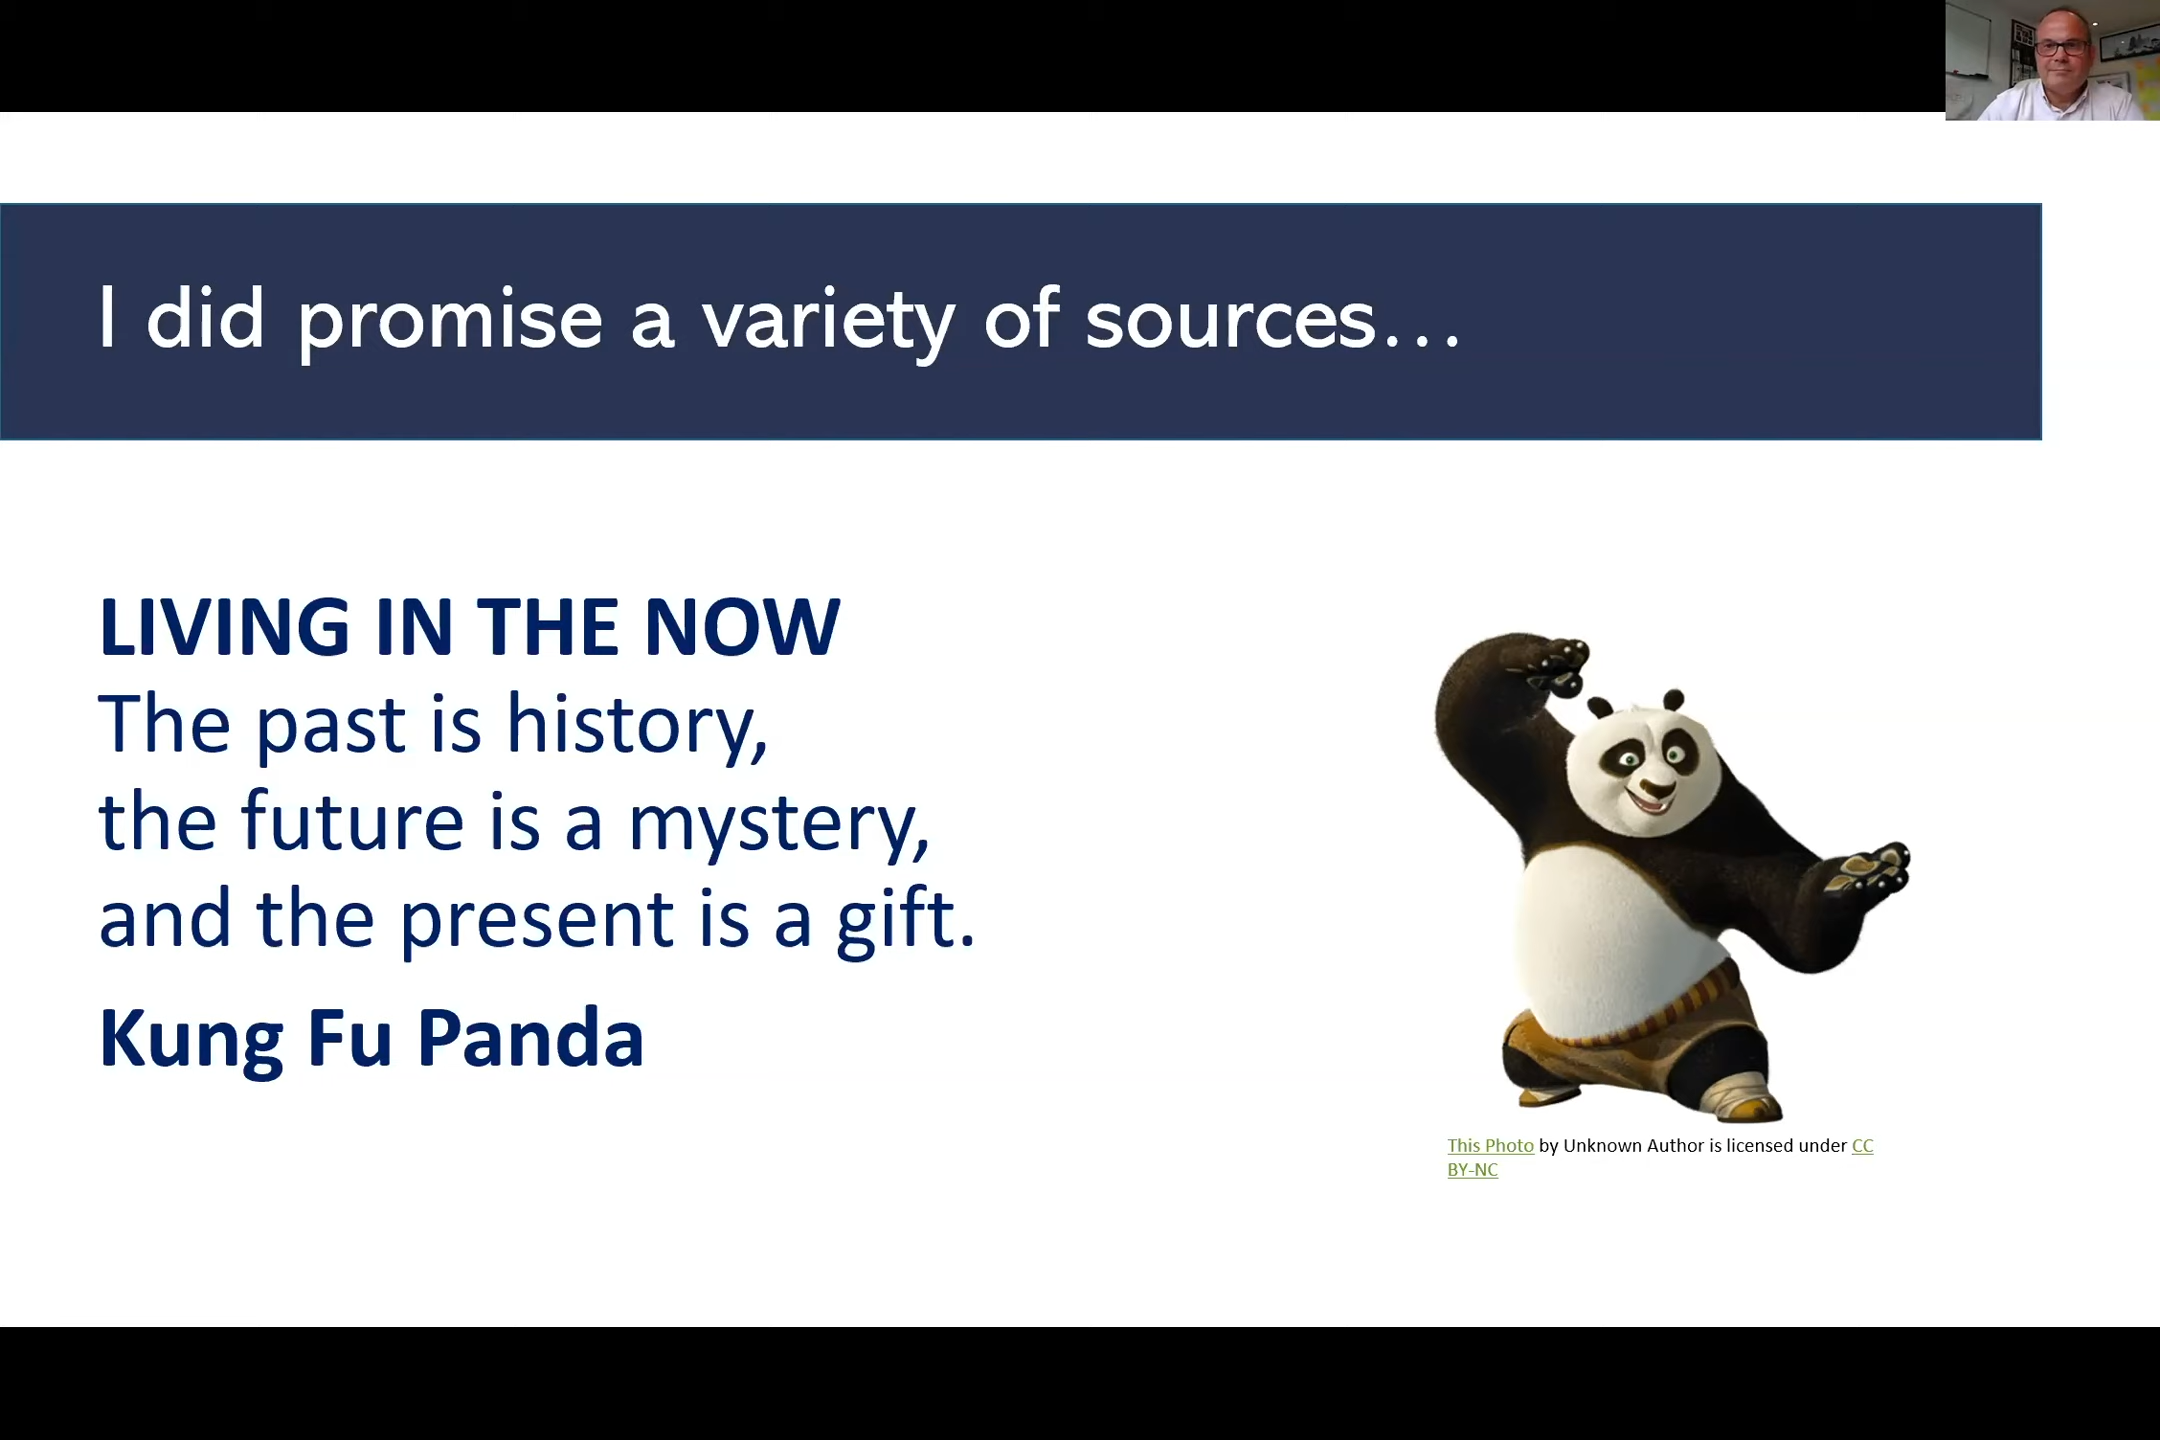 I did promise a variety of sources…
LIVING IN THE NOW
The past is history,
the future is a mystery,
and the present is a gift.
Kung Fu Panda
This Photo by Unknown Author is licensed under CC
BY-NC